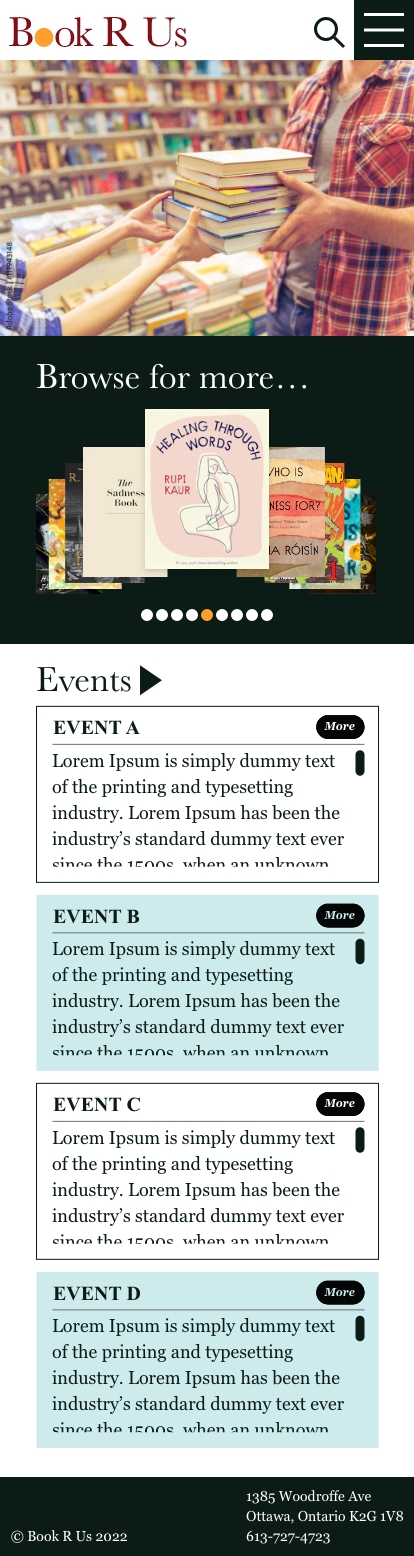 Book R Us
Browse for more...
HEALING THROUGH
WORDS
RUPI
KAUR
The
Sadness
Book
R.
WHO IS
NESS FOR?
RÓISÍN
1
Events
EVENT A
More
Lorem Ipsum is simply dummy text
of the printing and typesetting
industry. Lorem Ipsum has been the
industry's standard dummy text ever
since the 1500s, when an unknown
EVENT B
More
Lorem Ipsum is simply dummy text
of the printing and typesetting
industry. Lorem Ipsum has been the
industry's standard dummy text ever
since the 1500s, when an unknown
EVENT C
More
Lorem Ipsum is simply dummy text
of the printing and typesetting
industry. Lorem Ipsum has been the
industry's standard dummy text ever
since the 1500s, when an unknown
EVENT D
More
Lorem Ipsum is simply dummy text
of the printing and typesetting
industry. Lorem Ipsum has been the
industry's standard dummy text ever
since the 1500s, when an unknown
1385 Woodroffe Ave
Ottawa, Ontario K2G 1V8
© Book R Us 2022
613-727-4723